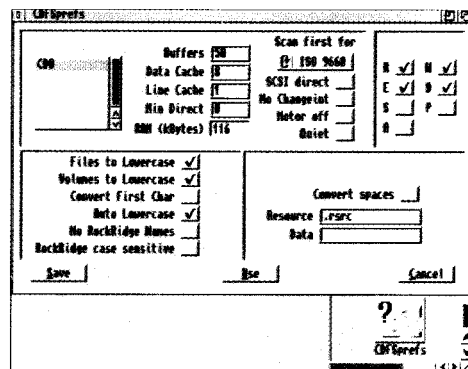 CDFSprefs
CD0
Buffers 50
Data Cache 8
Line Cache 1
Min Direct 8
RAM (kBytes) 116
Scan first for
ISO 9660
SCSI direct
No Changeint
Motor off
Quiet
R W
E D
S P
A
Files to Lowercase
Volumes to Lowercase
Convert First Char
Auto Lowercase
No RockRidge Names
RockRidge case sensitive
Convert spaces
Resource .rsrc
Data
Save Use Cancel
?
CDFSprefs